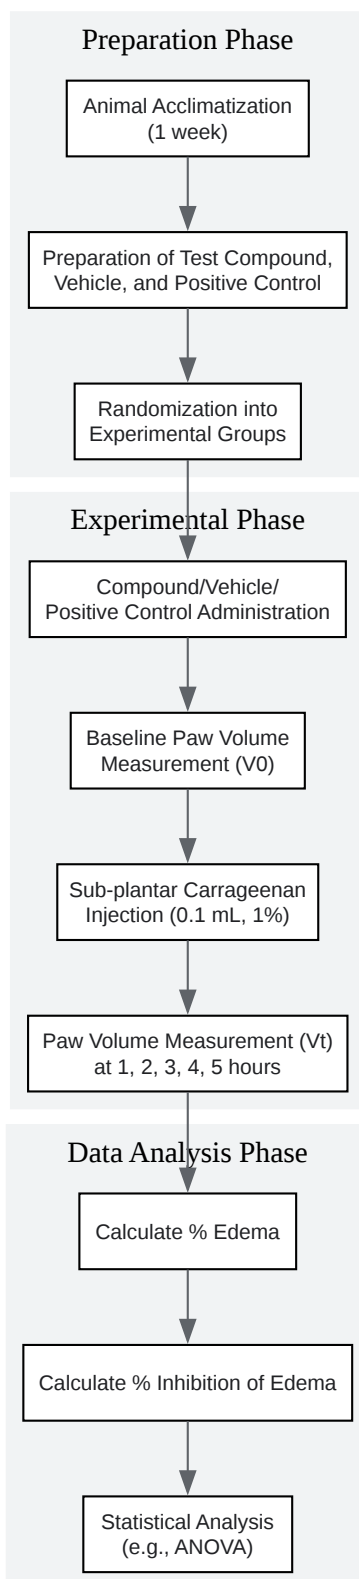 Preparation Phase
Animal Acclimatization
(1 week)
Preparation of Test Compound,
Vehicle, and Positive Control
Randomization into
Experimental Groups
Experimental Phase
Compound/Vehicle/
Positive Control Administration
Baseline Paw Volume
Measurement (V0)
Sub-plantar Carrageenan
Injection (0.1 mL, 1%)
Paw Volume Measurement (Vt)
at 1, 2, 3, 4, 5 hours
Data Analysis Phase
Calculate % Edema
Calculate % Inhibition of Edema
Statistical Analysis
(e.g., ANOVA)